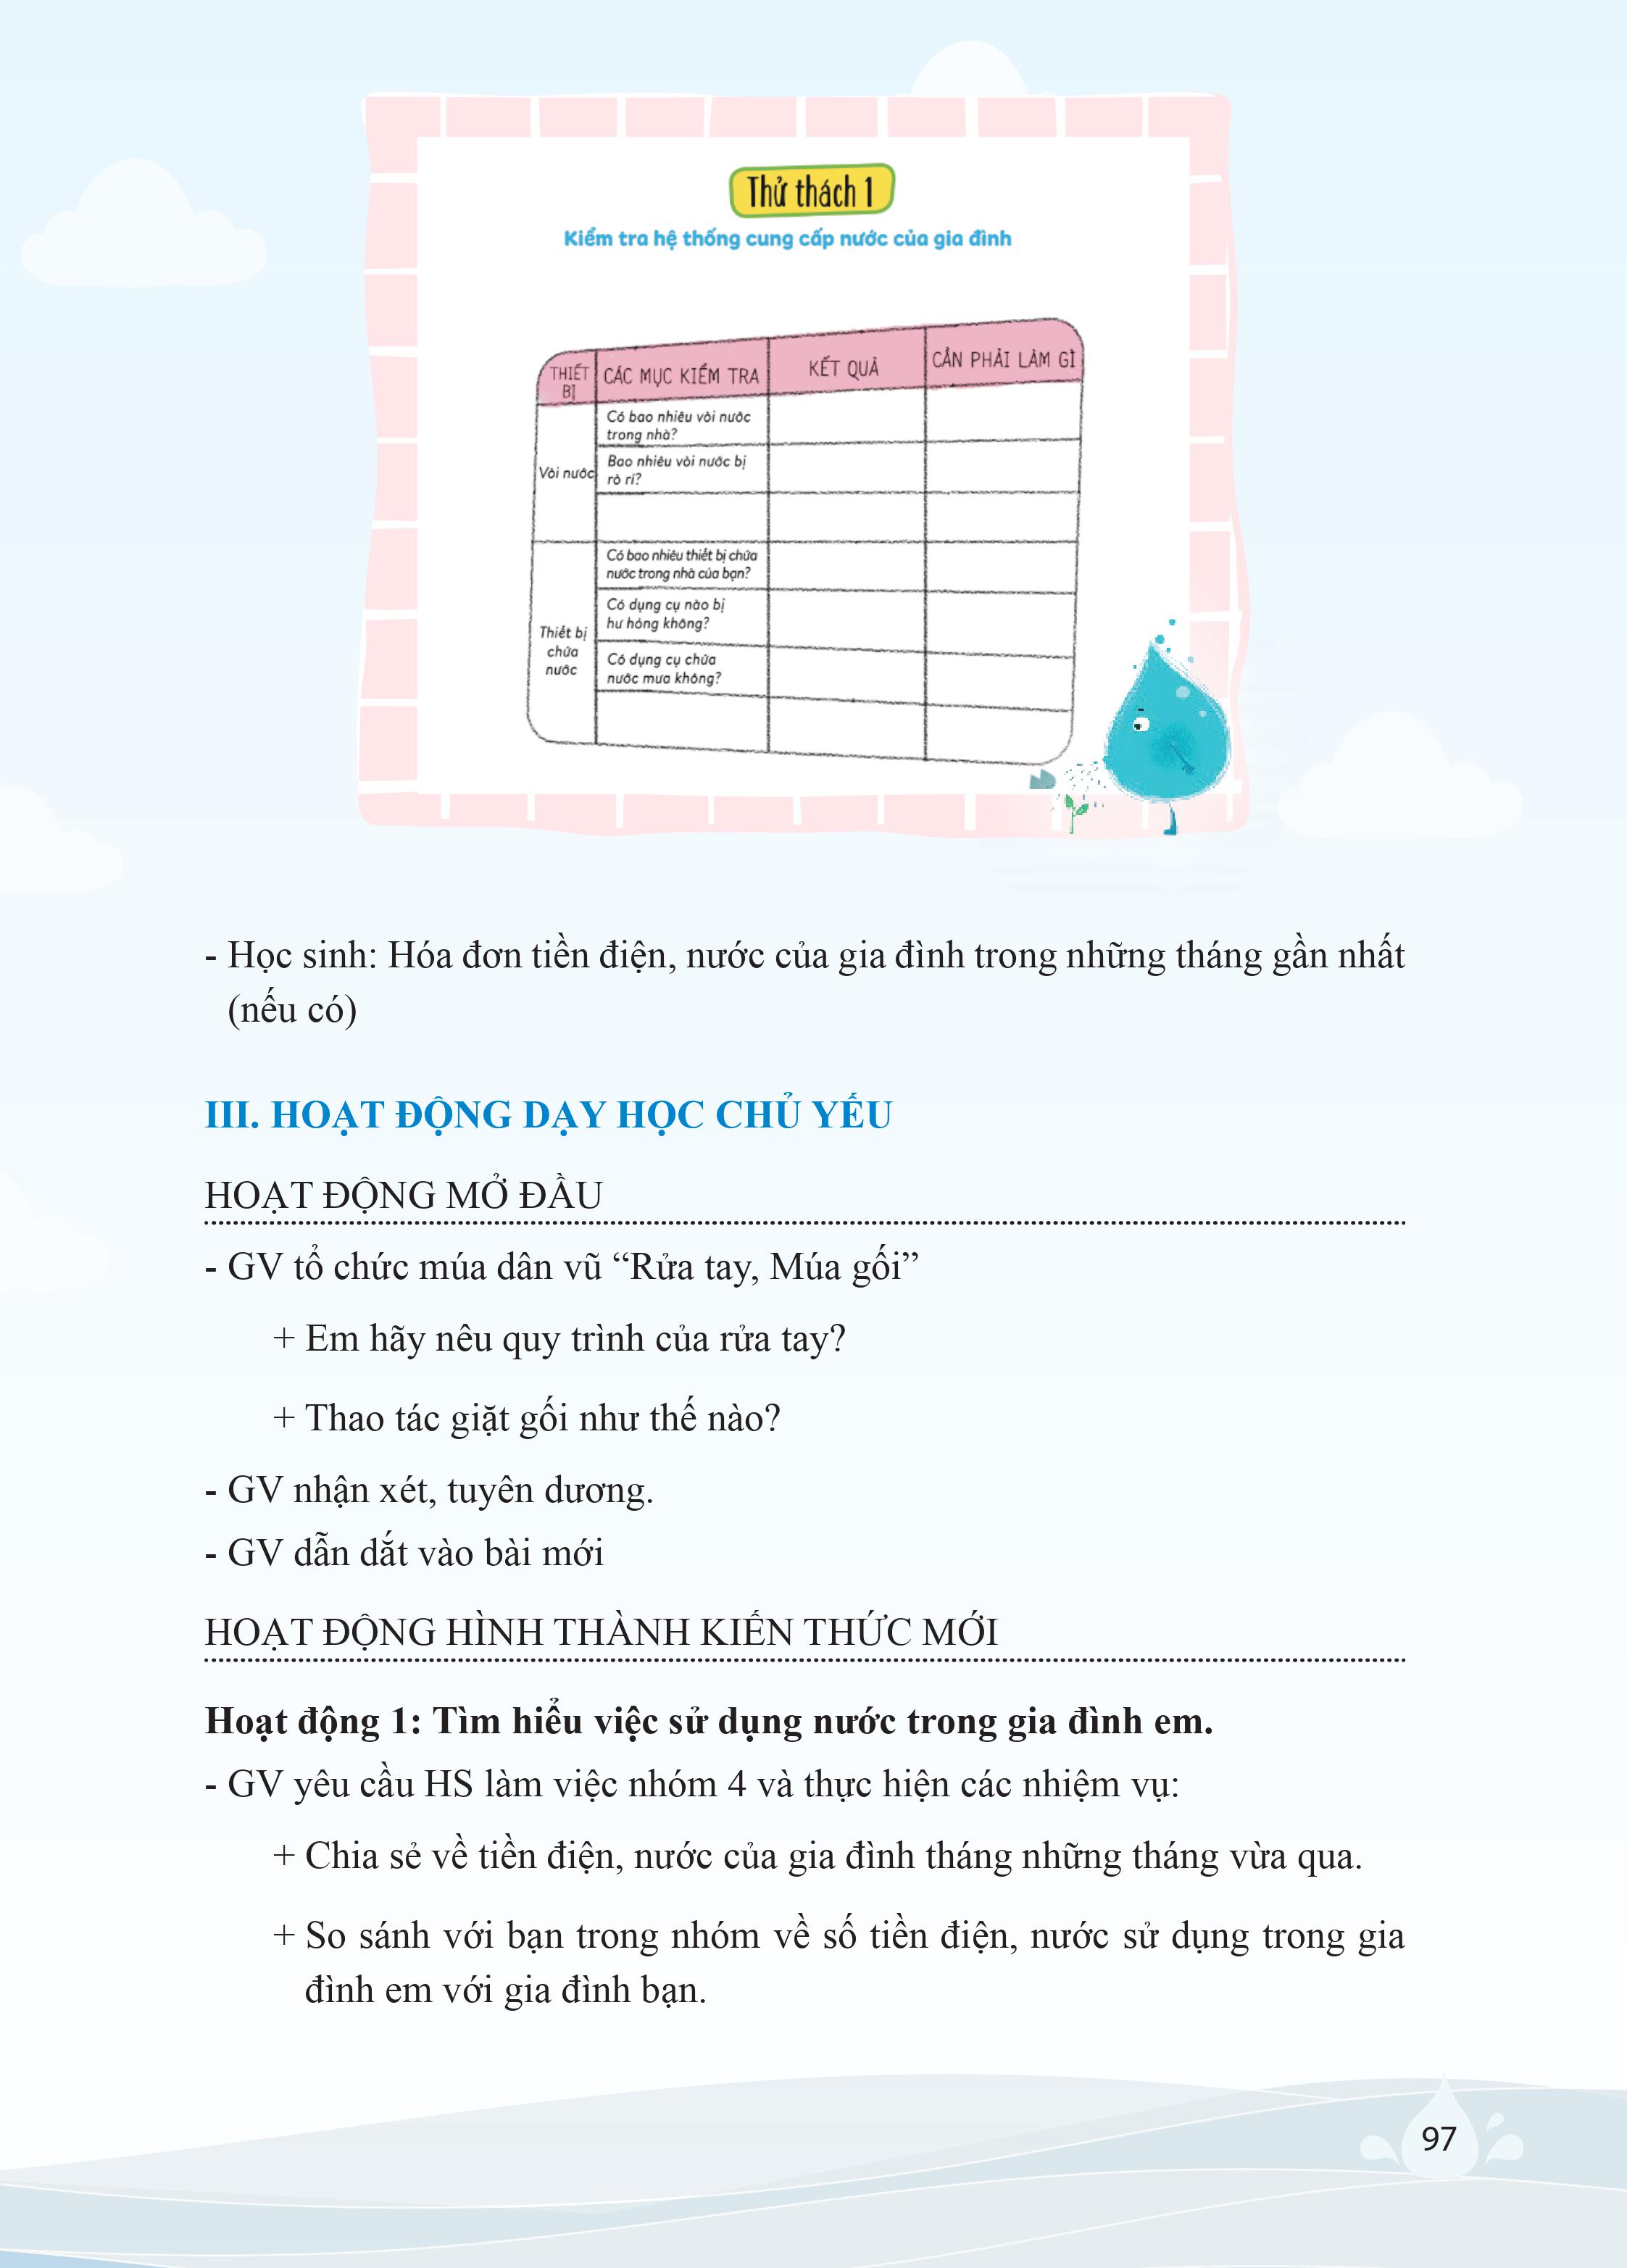 Thử thách 1
Kiểm tra hệ thống cung cấp nước của gia đình
THIẾT
BỊ
CÁC MỤC KIỂM TRA
KẾT QUẢ
CẦN PHẢI LÀM GÌ
Vòi nước
Có bao nhiêu vòi nước
trong nhà?
Bao nhiêu vòi nước bị
rò rỉ?
Thiết bị
chứa
nước
Có bao nhiêu thiết bị chứa
nước trong nhà của bạn?
Có dụng cụ nào bị
hư hỏng không?
Có dụng cụ chứa
nước mưa không?
- Học sinh: Hóa đơn tiền điện, nước của gia đình trong những tháng gần nhất
(nếu có)
III. HOẠT ĐỘNG DẠY HỌC CHỦ YẾU
HOẠT ĐỘNG MỞ ĐẦU
- GV tổ chức múa dân vũ “Rửa tay, Múa gối”
+ Em hãy nêu quy trình của rửa tay?
+ Thao tác giặt gối như thế nào?
- GV nhận xét, tuyên dương.
- GV dẫn dắt vào bài mới
HOẠT ĐỘNG HÌNH THÀNH KIẾN THỨC MỚI
Hoạt động 1: Tìm hiểu việc sử dụng nước trong gia đình em.
- GV yêu cầu HS làm việc nhóm 4 và thực hiện các nhiệm vụ:
+ Chia sẻ về tiền điện, nước của gia đình tháng những tháng vừa qua.
+ So sánh với bạn trong nhóm về số tiền điện, nước sử dụng trong gia
đình em với gia đình bạn.
97